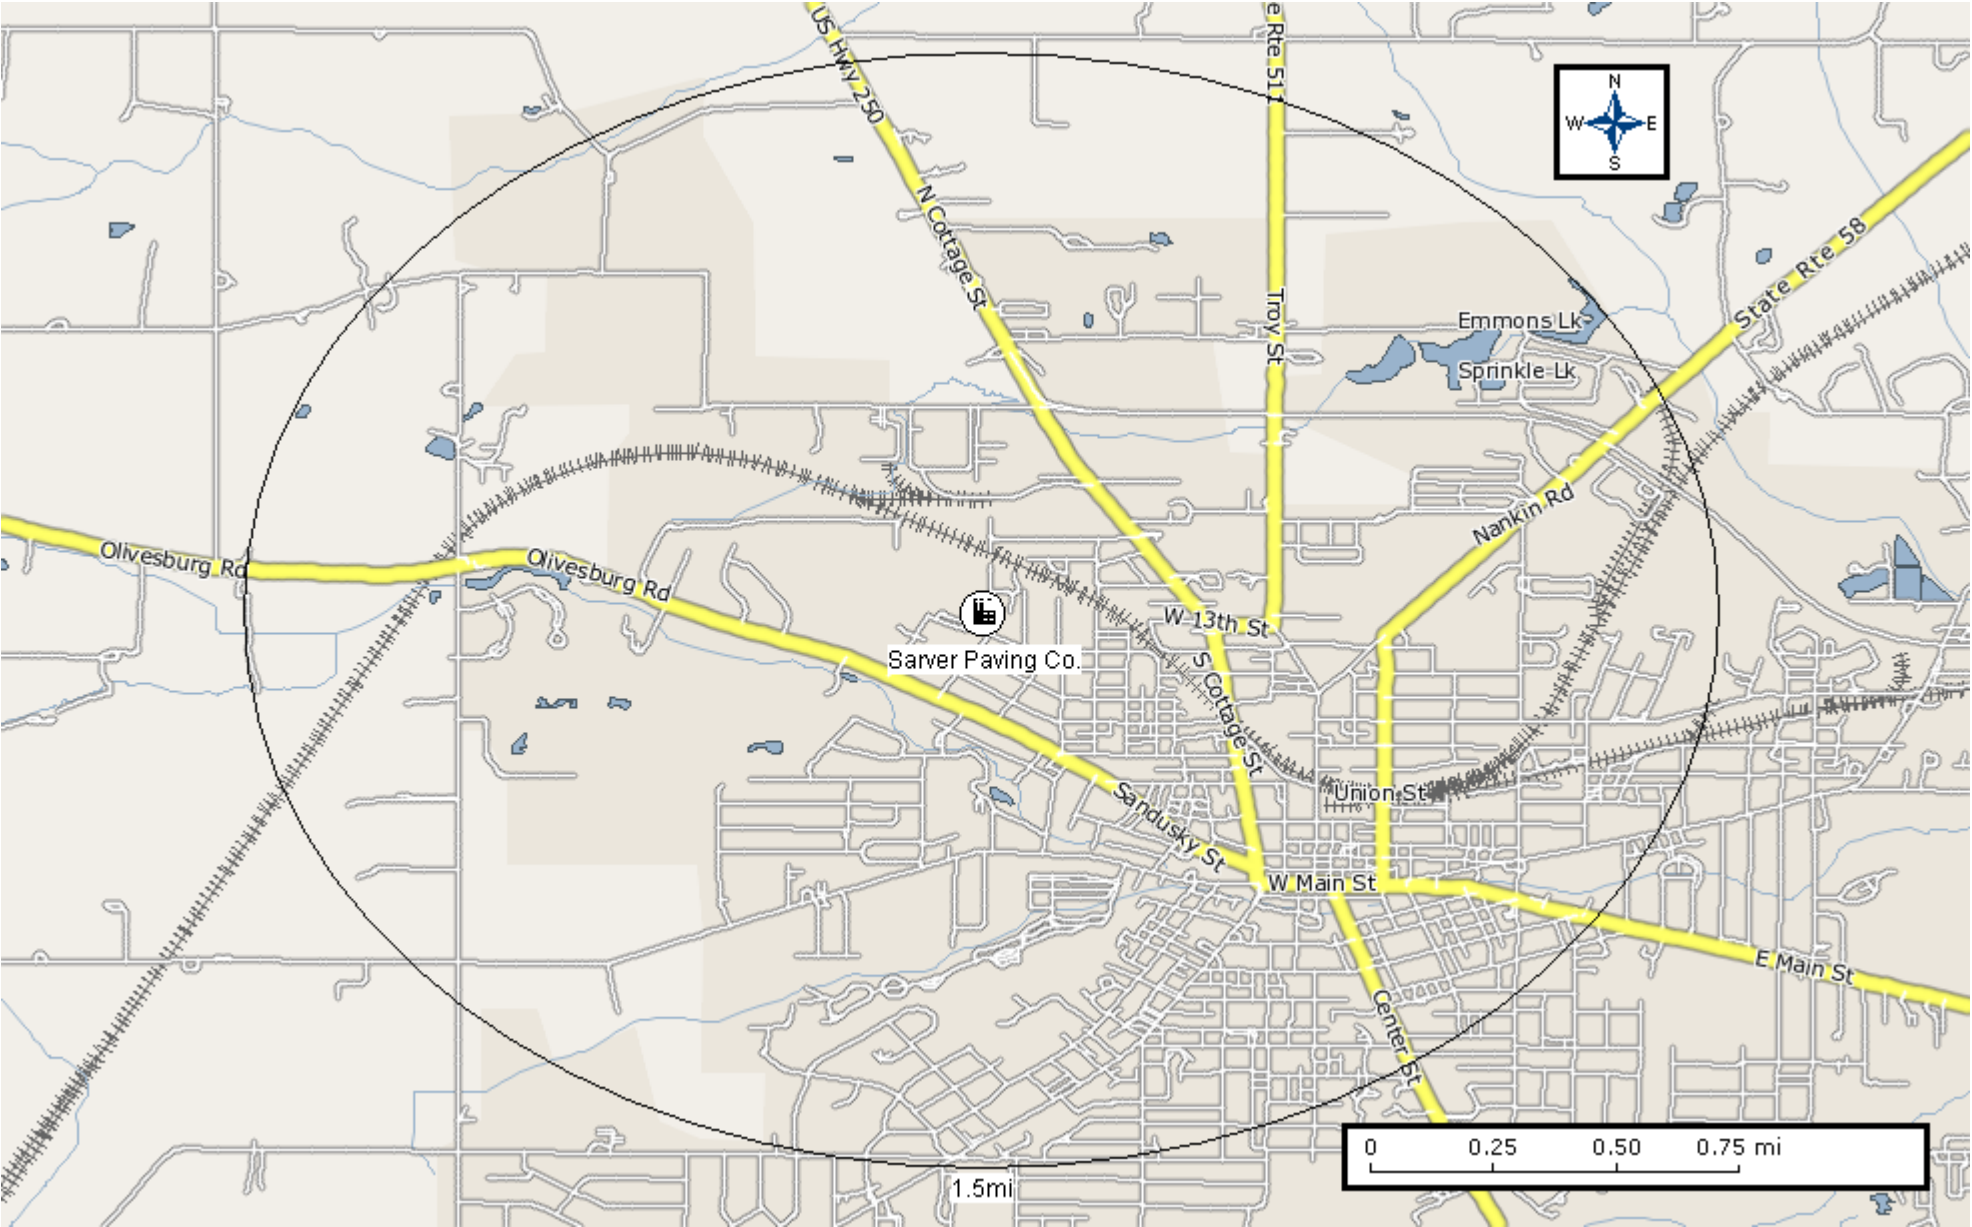 US Hwy 250
e Rte 511
N
W E
S
N Cottage St
State Rte 58
Troy St
Emmons Lk
Sprinkle Lk
Nankin Rd
Olivesburg Rd
Olivesburg Rd
W 13th St
Sarver Paving Co.
S Cottage St
Union St
Sandusky St
W Main St
E Main St
Center St
0 0.25 0.50 0.75 mi
1.5mi